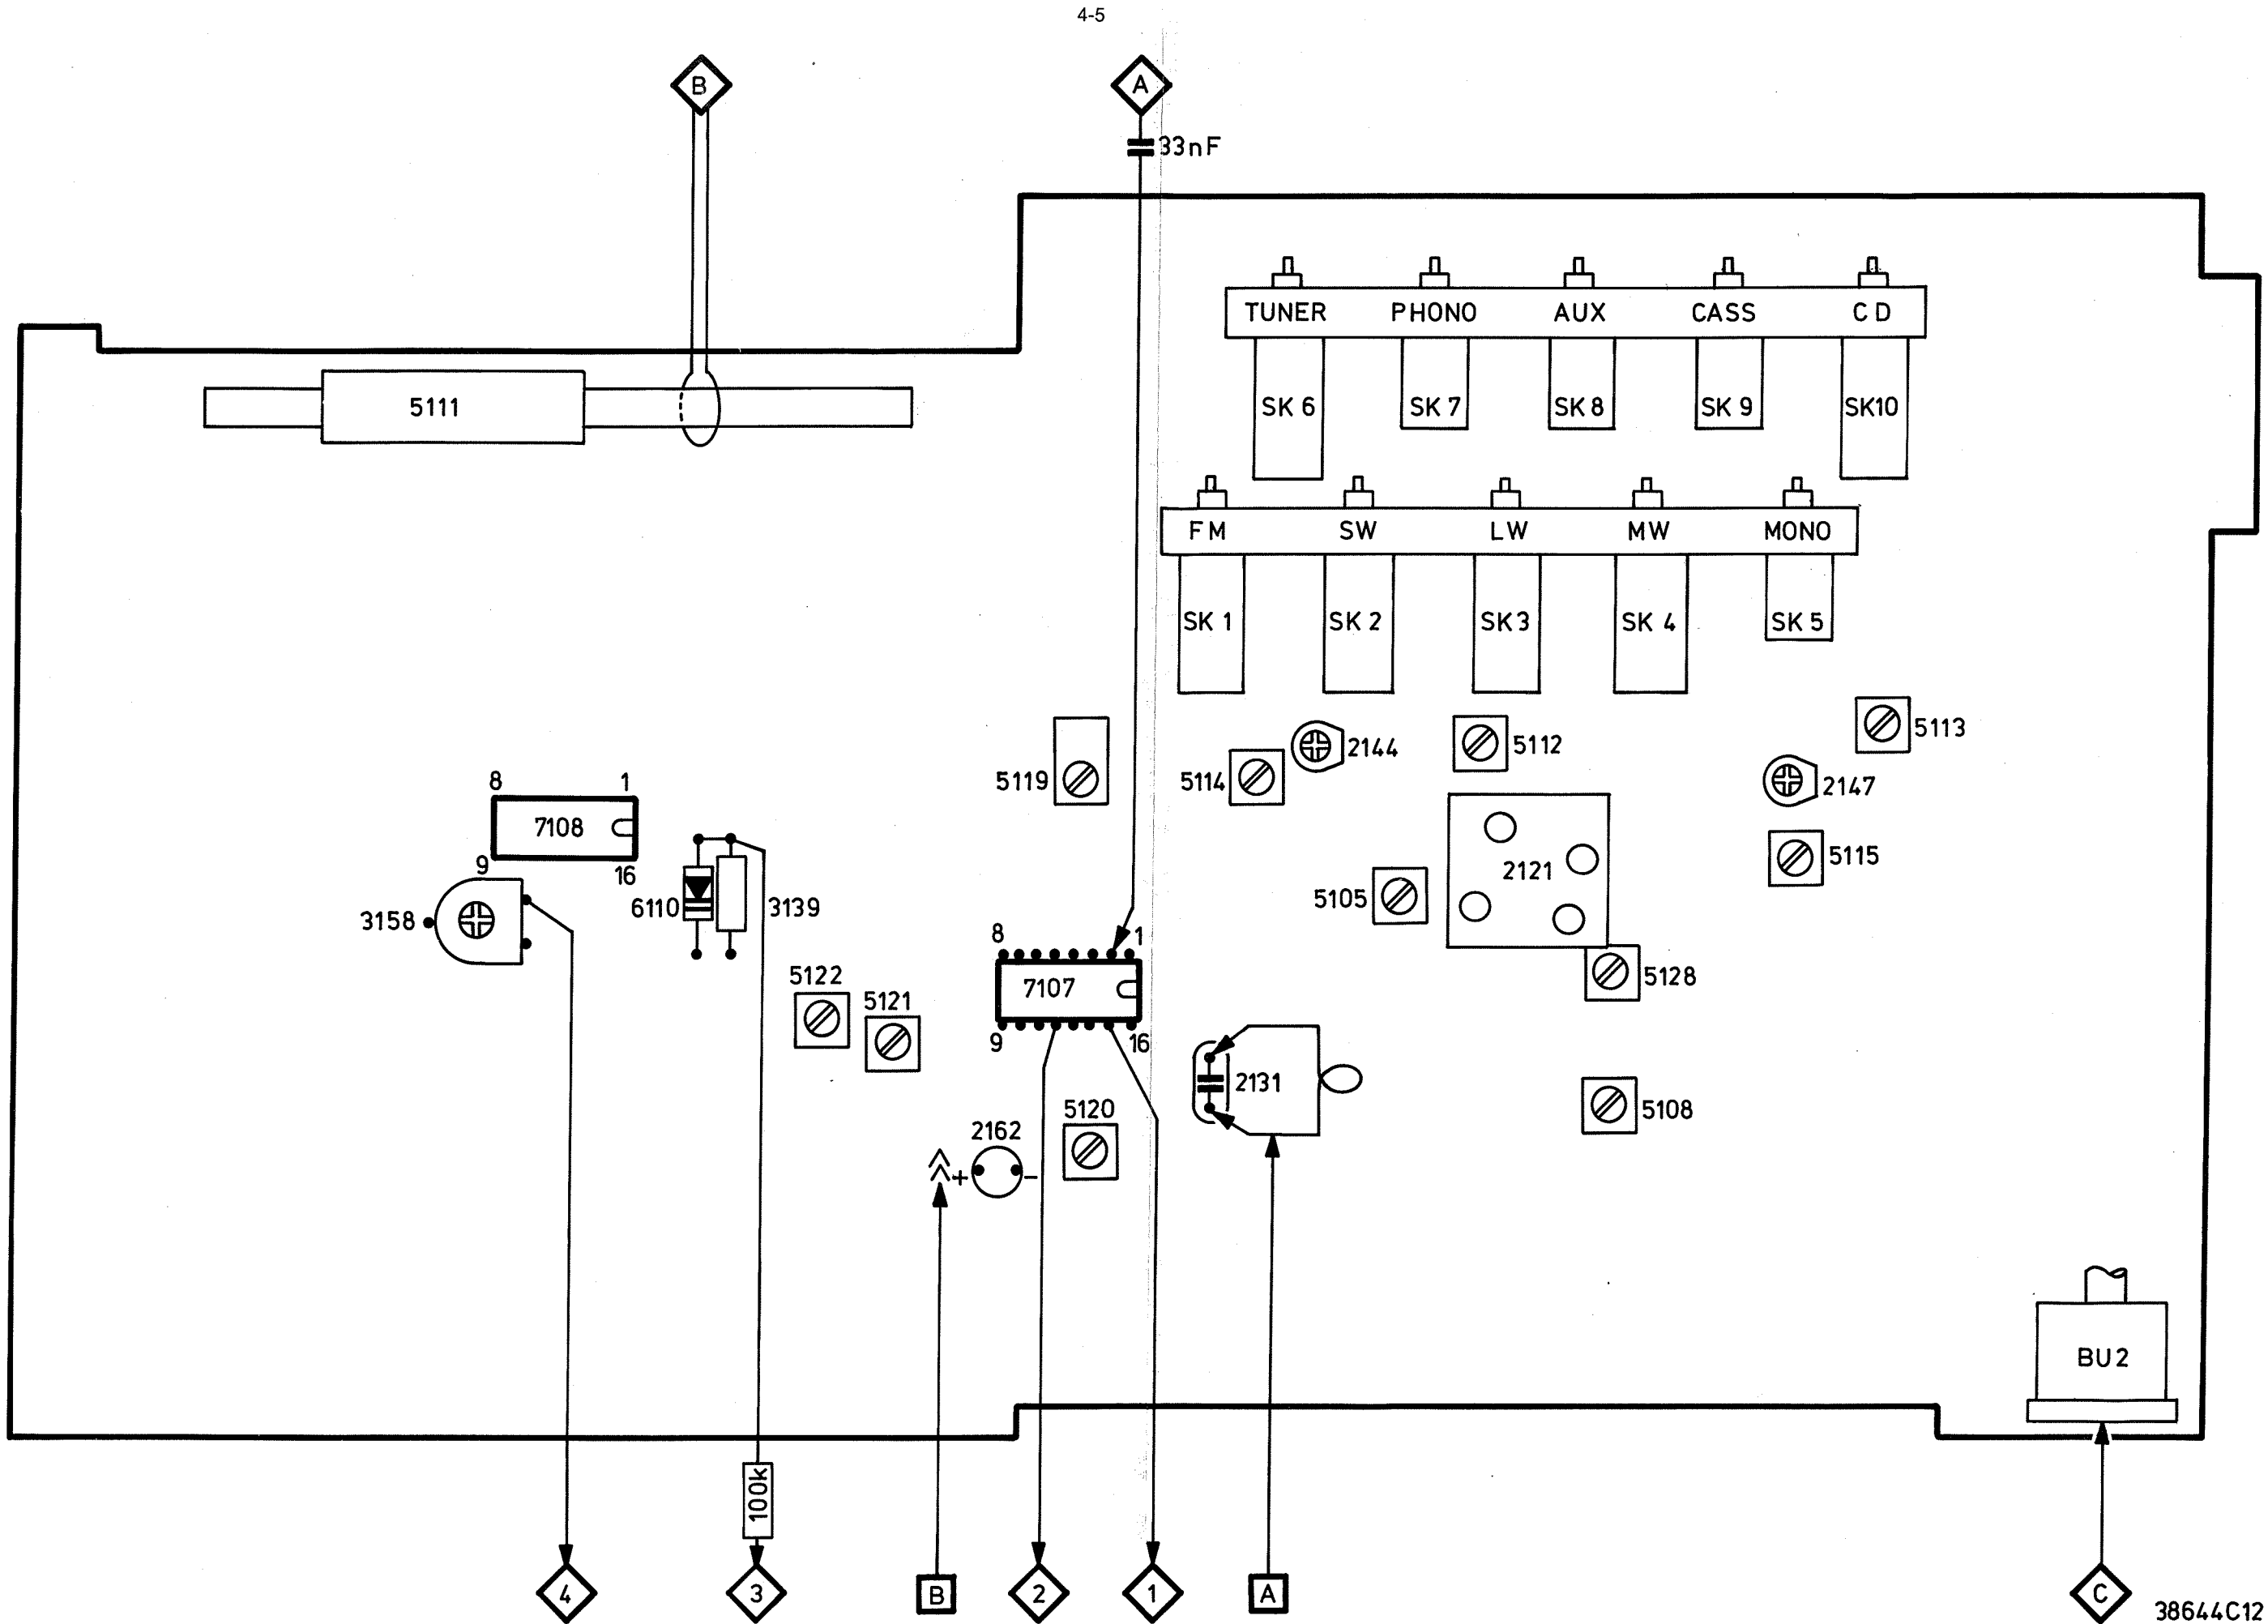 4-5
B
A
33nF
TUNER PHONO AUX CASS CD
5111
SK 6 SK 7 SK 8 SK 9 SK10
FM SW LW MW MONO
SK 1 SK 2 SK 3 SK 4 SK 5
5113
2144 5112
5119 5114
8 1
2147
7108
5115
9 16
2121
5105
3158
6110 3139
8 1
5122
5128
7107
5121
9 16
2131
5120
5108
2162
+ -
BU2
100k
4 3 B 2 1 A C
38644C12